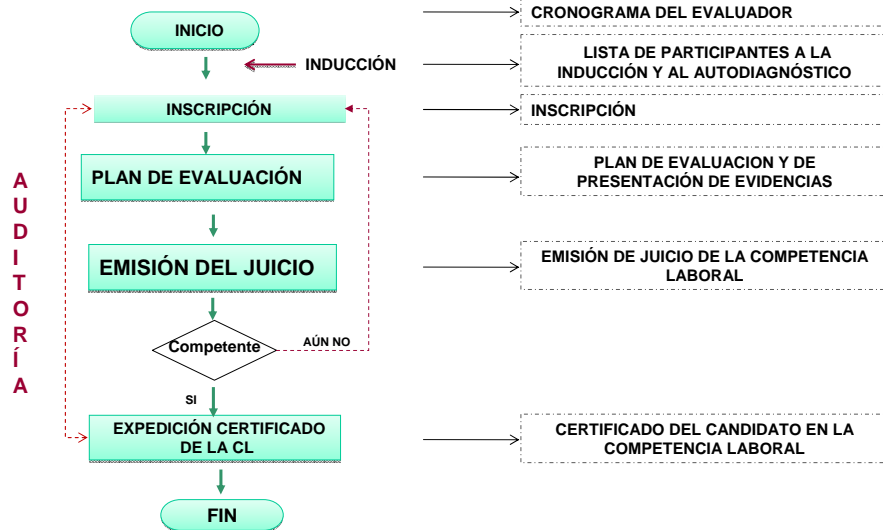 INICIO
CRONOGRAMA DEL EVALUADOR
INDUCCIÓN
LISTA DE PARTICIPANTES A LA
INDUCCIÓN Y AL AUTODIAGNÓSTICO
INSCRIPCIÓN
INSCRIPCIÓN
PLAN DE EVALUACIÓN
PLAN DE EVALUACION Y DE
PRESENTACIÓN DE EVIDENCIAS
AUDITORÍA
EMISIÓN DEL JUICIO
EMISIÓN DE JUICIO DE LA COMPETENCIA
LABORAL
Competente
AÚN NO
SI
EXPEDICIÓN CERTIFICADO
DE LA CL
CERTIFICADO DEL CANDIDATO EN LA
COMPETENCIA LABORAL
FIN